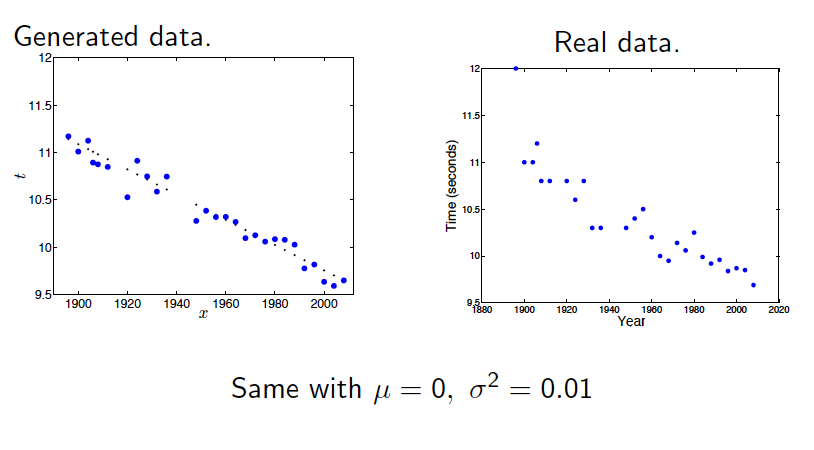 Generated data.
12
11.5
11
10.5
10
9.5
t
1900 1920 1940 1960 1980 2000
x
Real data.
12
11.5
11
10.5
10
9.5
Time (seconds)
1880 1900 1920 1940 1960 1980 2000 2020
Year
Same with μ = 0, σ² = 0.01